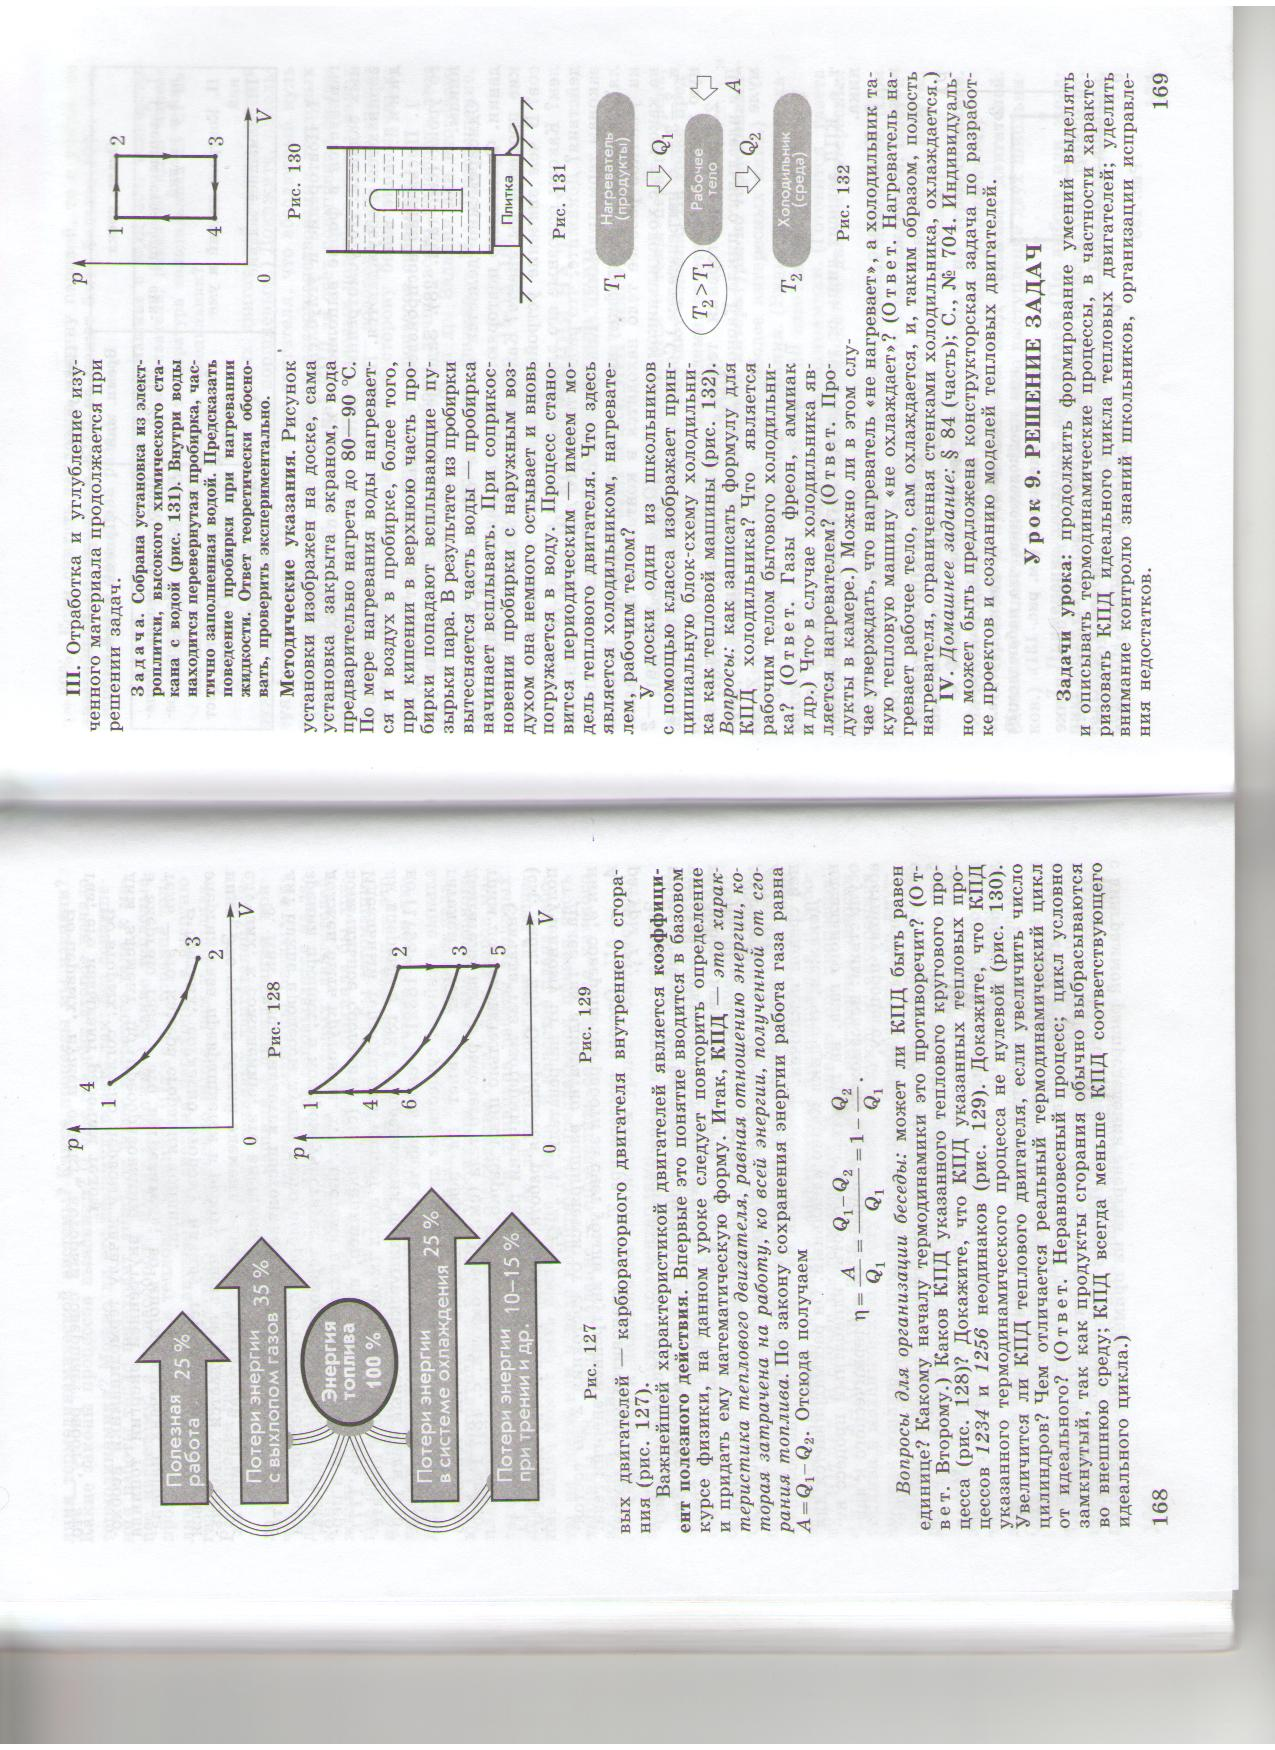 Полезная 25 %
работа
Потери энергии
с выхлопом газов 35 %
Энергия
топлива
100 %
Потери энергии
в системе охлаждения 25 %
Потери энергии
при трении и др. 10—15 %
Рис. 127
p
4
1
3
2
0
V
Рис. 128
p
1
2
4
3
6
5
0
V
Рис. 129
вых двигателей — карбюраторного двигателя внутреннего сгора-
ния (рис. 127).
Важнейшей характеристикой двигателей является коэффици-
ент полезного действия. Впервые это понятие вводится в базовом
курсе физики, на данном уроке следует повторить определение
и придать ему математическую форму. Итак, КПД — это харак-
теристика теплового двигателя, равная отношению энергии, ко-
торая затрачена на работу, ко всей энергии, полученной от сго-
рания топлива. По закону сохранения энергии работа газа равна
A = Q₁ – Q₂. Отсюда получаем
η = A/Q₁ = (Q₁ – Q₂)/Q₁ = 1 – Q₂/Q₁.
Вопросы для организации беседы: может ли КПД быть равен
единице? Какому началу термодинамики это противоречит? (От-
вет. Второму.) Каков КПД указанного теплового кругового про-
цесса (рис. 128)? Докажите, что КПД указанных тепловых про-
цессов 1234 и 1256 неодинаков (рис. 129). Докажите, что КПД
указанного термодинамического процесса не нулевой (рис. 130).
Увеличится ли КПД теплового двигателя, если увеличить число
цилиндров? Чем отличается реальный термодинамический цикл
от идеального? (Ответ. Неравновесный процесс; цикл условно
замкнутый, так как продукты сгорания обычно выбрасываются
во внешнюю среду; КПД всегда меньше КПД соответствующего
идеального цикла.)
168
III. Отработка и углубление изу-
ченного материала продолжается при
решении задач.
Задача. Собрана установка из элект-
роплитки, высокого химического ста-
кана с водой (рис. 131). Внутри воды
находится перевернутая пробирка, час-
тично заполненная водой. Предсказать
поведение пробирки при нагревании
жидкости. Ответ теоретически обосно-
вать, проверить экспериментально.
Методические указания. Рисунок
установки изображен на доске, сама
установка закрыта экраном, вода
предварительно нагрета до 80—90 °С.
По мере нагревания воды нагревает-
ся и воздух в пробирке, более того,
при кипении в верхнюю часть про-
бирки попадают всплывающие пу-
зырьки пара. В результате из пробирки
вытесняется часть воды — пробирка
начинает всплывать. При соприкос-
новении пробирки с наружным воз-
духом она немного остывает и вновь
погружается в воду. Процесс стано-
вится периодическим — имеем мо-
дель теплового двигателя. Что здесь
является холодильником, нагревате-
лем, рабочим телом?
У доски один из школьников
с помощью класса изображает прин-
ципиальную блок-схему холодильни-
ка как тепловой машины (рис. 132).
Вопросы: как записать формулу для
КПД холодильника? Что является
рабочим телом бытового холодильни-
ка? (Ответ. Газы фреон, аммиак
и др.) Что в случае холодильника яв-
ляется нагревателем? (Ответ. Про-
дукты в камере.) Можно ли в этом слу-
чае утверждать, что нагреватель «не нагревает», а холодильник та-
кую тепловую машину «не охлаждает»? (Ответ. Нагреватель на-
гревает рабочее тело, сам охлаждается, и, таким образом, полость
нагревателя, ограниченная стенками холодильника, охлаждается.)
IV. Домашнее задание: § 84 (часть); С., № 704. Индивидуаль-
но может быть предложена конструкторская задача по разработ-
ке проектов и созданию моделей тепловых двигателей.
p
1
2
4
3
0
V
Рис. 130
Плитка
Рис. 131
T₁
Нагреватель
(продукты)
Q₁
T₂ > T₁
Рабочее
тело
A
Q₂
T₂
Холодильник
(среда)
Рис. 132
Урок 9. РЕШЕНИЕ ЗАДАЧ
Задачи урока: продолжить формирование умений выделять
и описывать термодинамические процессы, в частности характе-
ризовать КПД идеального цикла тепловых двигателей; уделить
внимание контролю знаний школьников, организации исправле-
ния недостатков.
169